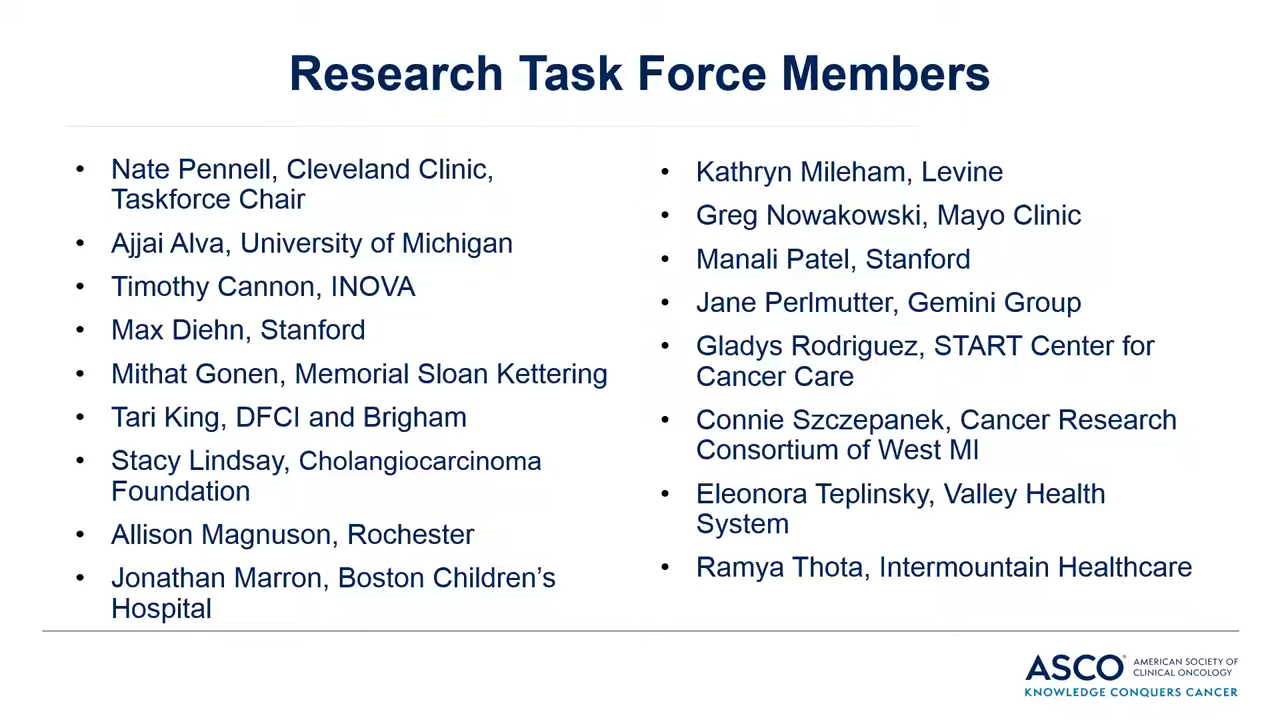 Research Task Force Members
• Nate Pennell, Cleveland Clinic,
Taskforce Chair
• Ajjai Alva, University of Michigan
• Timothy Cannon, INOVA
• Max Diehn, Stanford
• Mithat Gonen, Memorial Sloan Kettering
• Tari King, DFCI and Brigham
• Stacy Lindsay, Cholangiocarcinoma
Foundation
• Allison Magnuson, Rochester
• Jonathan Marron, Boston Children’s
Hospital
• Kathryn Mileham, Levine
• Greg Nowakowski, Mayo Clinic
• Manali Patel, Stanford
• Jane Perlmutter, Gemini Group
• Gladys Rodriguez, START Center for
Cancer Care
• Connie Szczepanek, Cancer Research
Consortium of West MI
• Eleonora Teplinsky, Valley Health
System
• Ramya Thota, Intermountain Healthcare
ASCO®
AMERICAN SOCIETY OF
CLINICAL ONCOLOGY
KNOWLEDGE CONQUERS CANCER